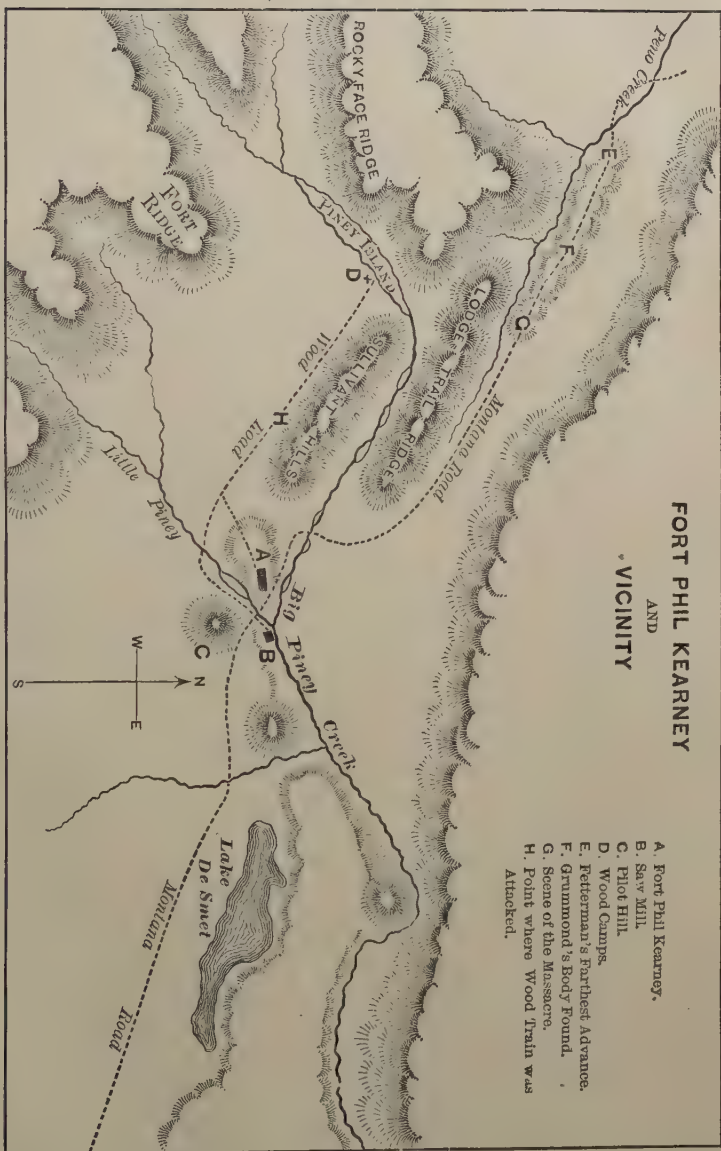 FORT PHIL KEARNEY
AND
VICINITY
A. Fort Phil Kearney.
B. Saw Mill.
C. Pilot Hill.
D. Wood Camps.
E. Fetterman's Farthest Advance.
F. Grummond's Body Found.
G. Scene of the Massacre.
H. Point where Wood Train was
Attacked.
Peno Creek
E
F
G
ROCKY FACE RIDGE
LODGE TRAIL
RIDGE
Montana Road
PINEY ISLAND
D
FORT
RIDGE
SULLIVANT
HILLS
Wood
Road
H
Little
Piney
A
Big
Piney
Creek
B
C
W
N
E
S
Lake
De Smet
Montana
Road